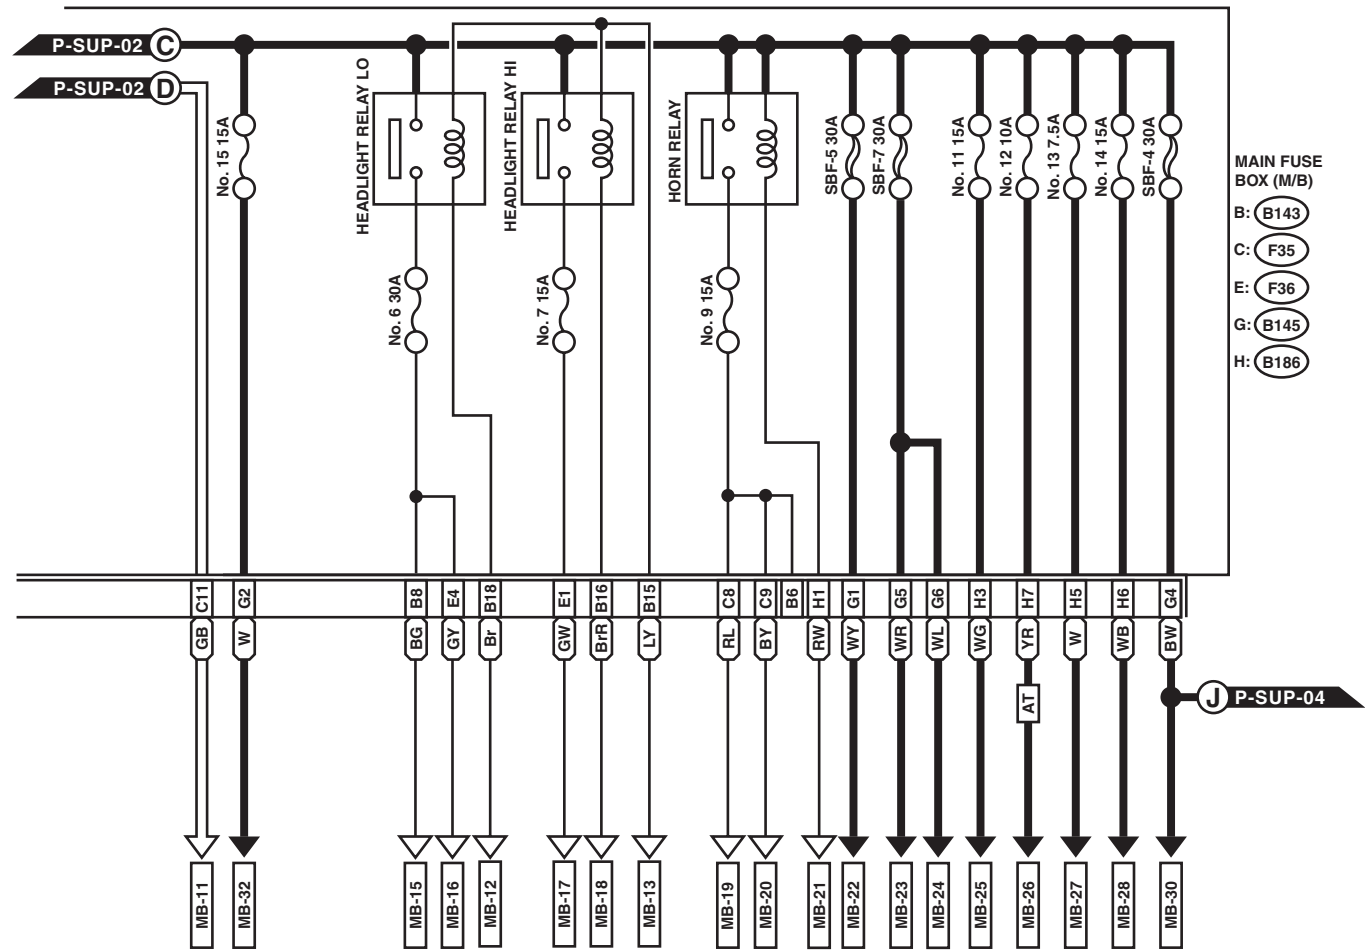 P-SUP-02 C
P-SUP-02 D
No. 15 15A
HEADLIGHT RELAY LO
HEADLIGHT RELAY HI
HORN RELAY
SBF-5 30A
SBF-7 30A
No. 11 15A
No. 12 10A
No. 13 7.5A
No. 14 15A
SBF-4 30A
MAIN FUSE
BOX (M/B)
B: B143
C: F35
E: F36
G: B145
H: B186
No. 6 30A
No. 7 15A
No. 9 15A
C11 G2 B8 E4 B18 E1 B16 B15 C8 C9 B6 H1 G1 G5 G6 H3 H7 H5 H6 G4
GB W BG GY Br GW BrR LY RL BY RW WY WR WL WG YR W WB BW
AT
J P-SUP-04
MB-11 MB-32 MB-15 MB-16 MB-12 MB-17 MB-18 MB-13 MB-19 MB-20 MB-21 MB-22 MB-23 MB-24 MB-25 MB-26 MB-27 MB-28 MB-30